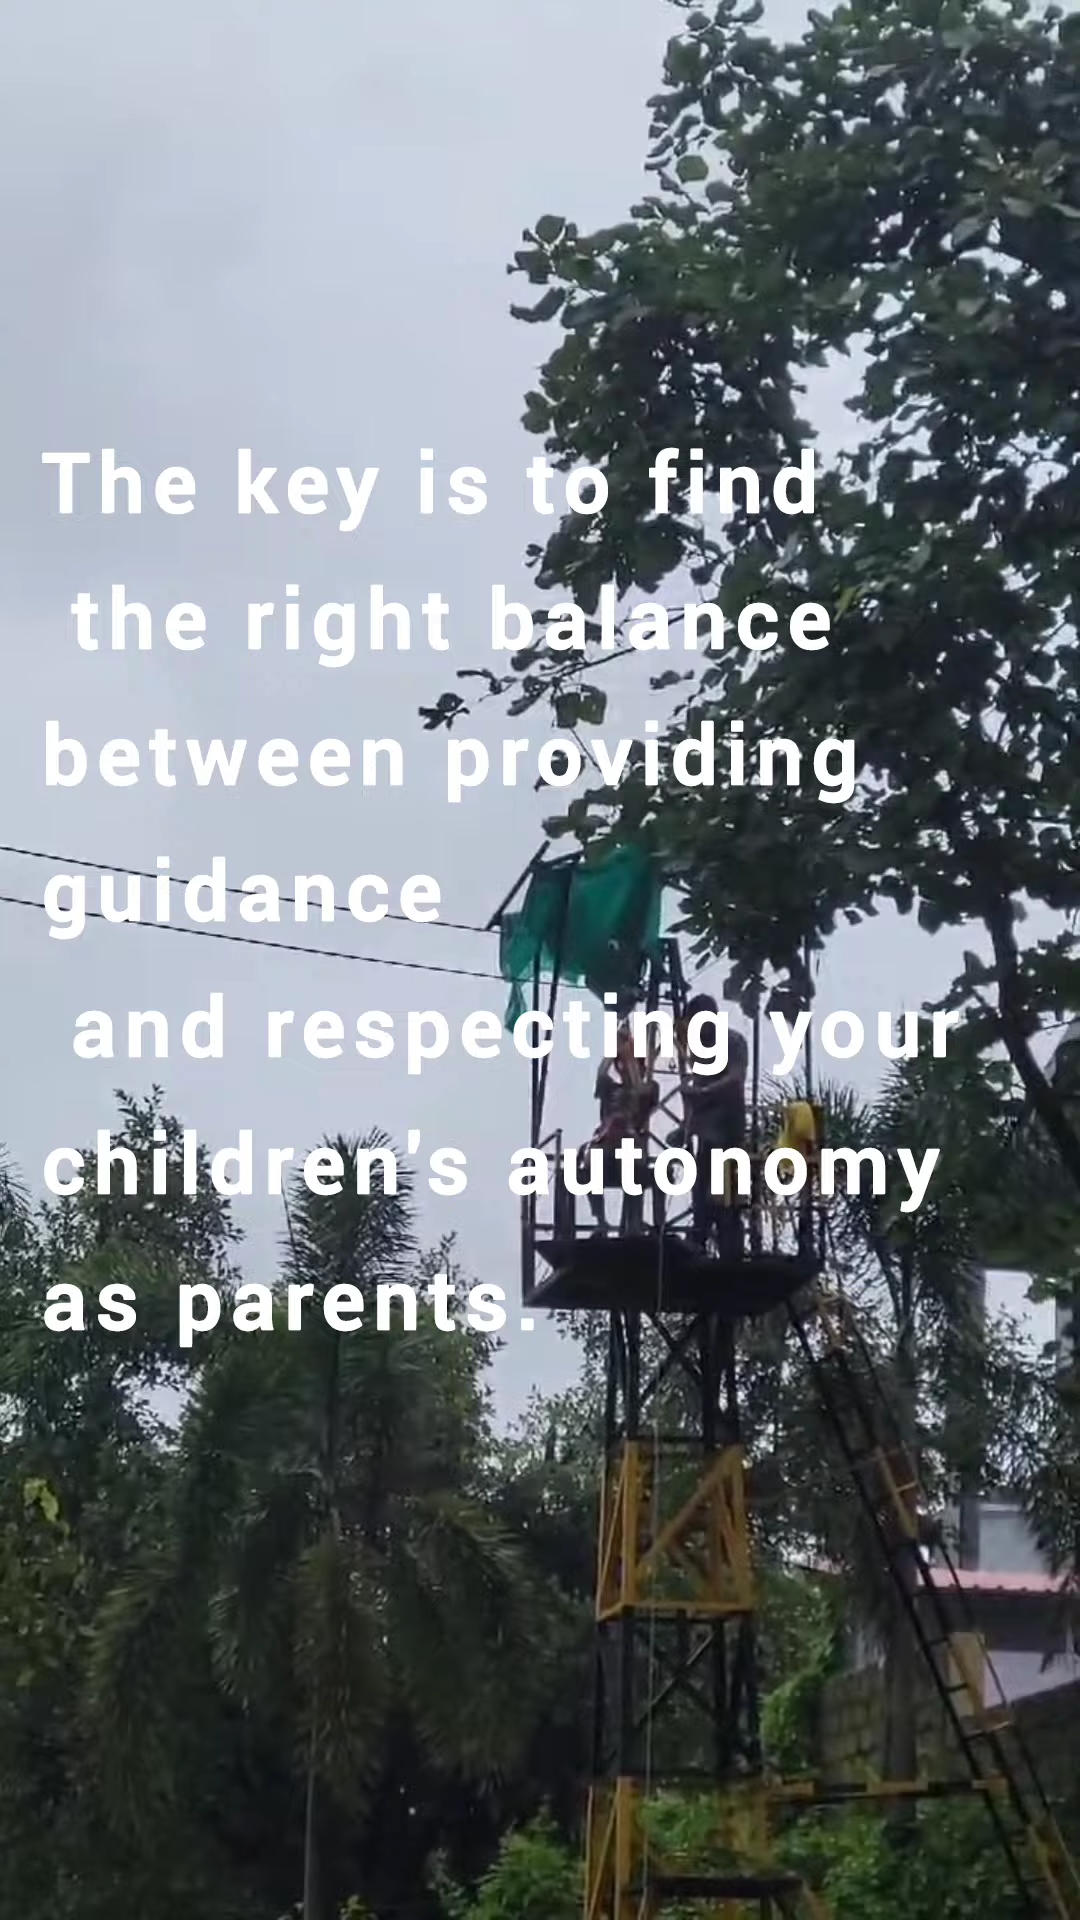 The key is to find
the right balance
between providing
guidance
and respecting your
children's autonomy
as parents.